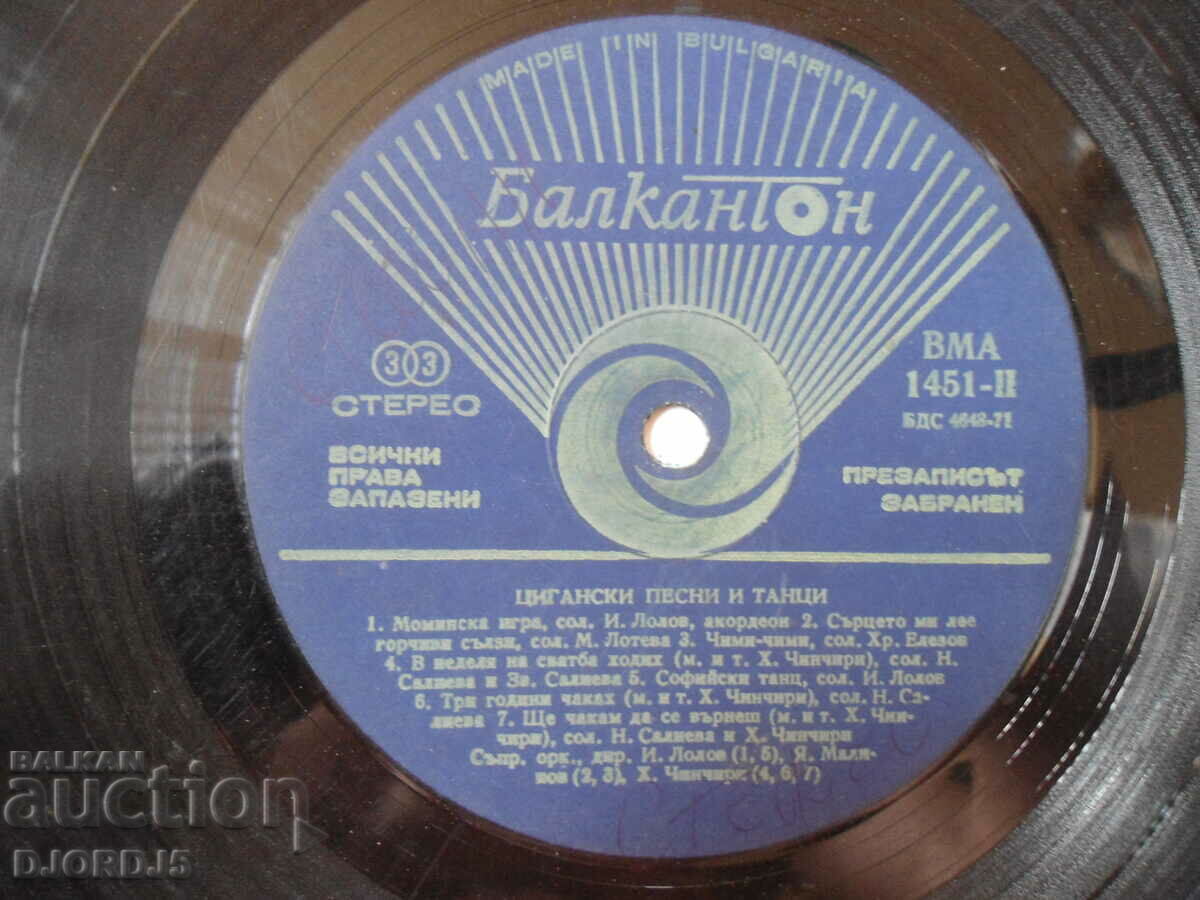 MADE IN BULGARIA
Балкантон
33
СТЕРЕО
ВМА
1451-II
БДС 4648-71
ВСИЧКИ
ПРАВА
ЗАПАЗЕНИ
ПРЕЗАПИСЪТ
ЗАБРАНЕН
ЦИГАНСКИ ПЕСНИ И ТАНЦИ
1. Моминска игра, сол. И. Лолов, акордеон 2. Сърцето ми лее
горчиви сълзи, сол. М. Лотева 3. Чими-чими, сол. Хр. Елезов
4. В неделя на сватба ходих (м. и т. Х. Чинчири), сол. Н.
Салиева и Зв. Салиева 5. Софийски танц, сол. И. Лолов
6. Три години чаках (м. и т. Х. Чинчири), сол. Н. Са-
лиева 7. Ще чакам да се върнеш (м. и т. Х. Чин-
чири), сол. Н. Салиева и Х. Чинчири
Съпр. орк., дир. И. Лолов (1, 5), Я. Мали-
нов (2, 3), Х. Чинчири (4, 6, 7)
BALKAN
auction
DJORD_J5